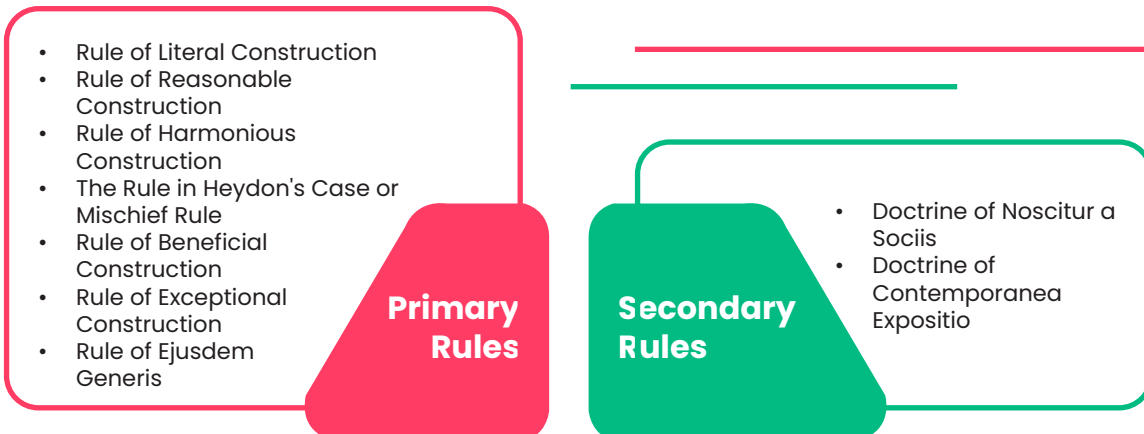 • Rule of Literal Construction
• Rule of Reasonable
Construction
• Rule of Harmonious
Construction
• The Rule in Heydon's Case or
Mischief Rule
• Rule of Beneficial
Construction
• Rule of Exceptional
Construction
• Rule of Ejusdem
Generis
Primary
Rules
Secondary
Rules
• Doctrine of Noscitur a
Sociis
• Doctrine of
Contemporanea
Expositio